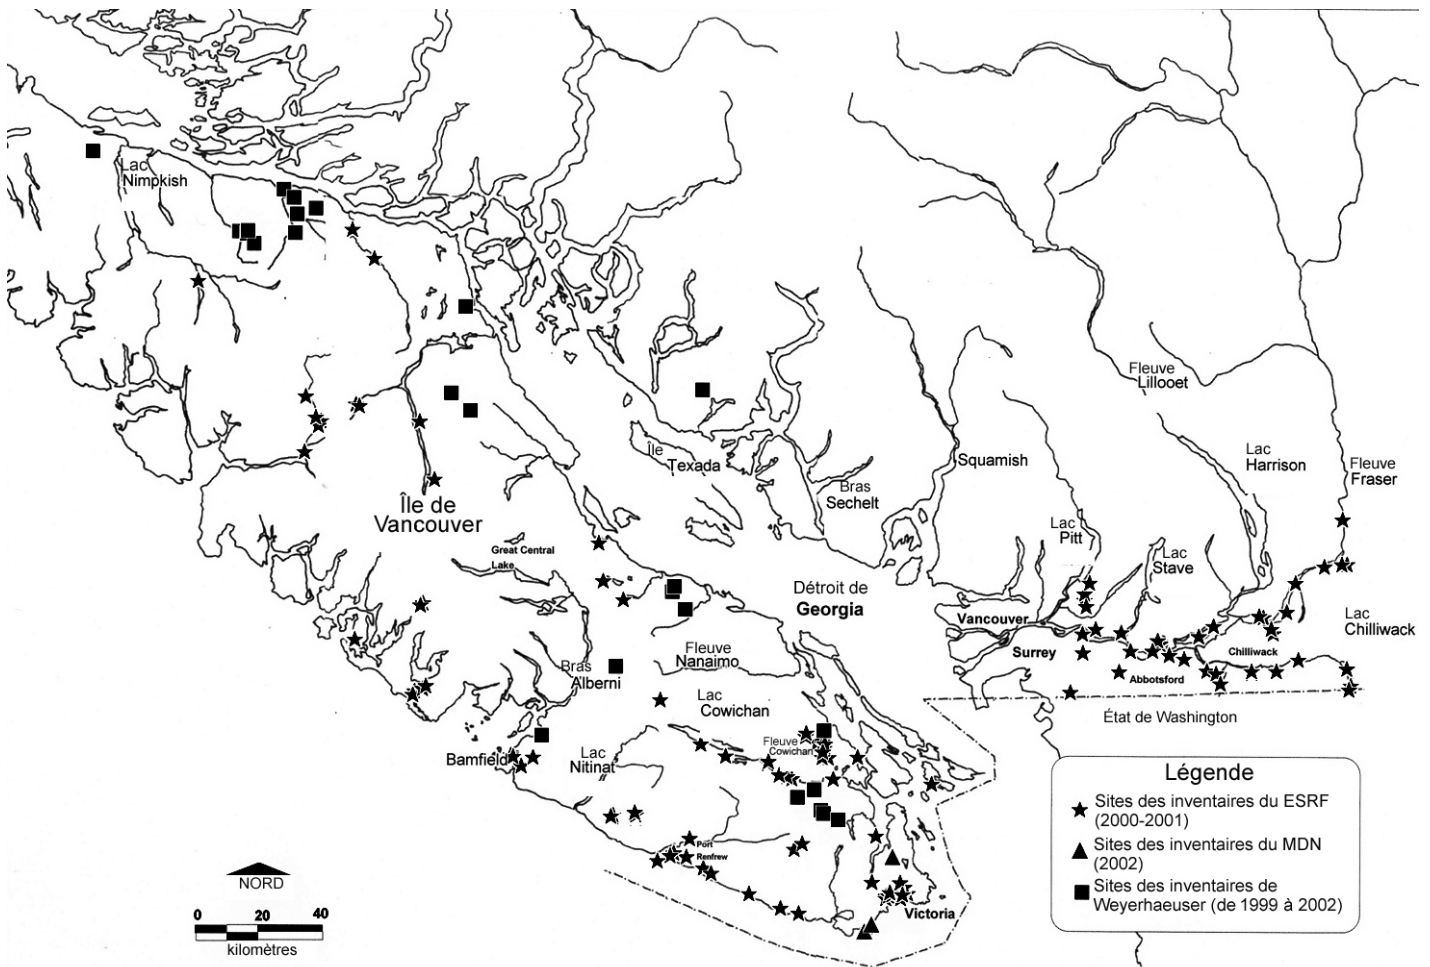 Lac
Nimpkish
Fleuve
Lillooet
Île
Texada
Squamish
Lac
Harrison
Fleuve
Fraser
Bras
Sechelt
Île de
Vancouver
Lac
Pitt
Lac
Stave
Great Central
Lake
Détroit de
Georgia
Vancouver
Lac
Chilliwack
Surrey
Chilliwack
Abbotsford
Fleuve
Nanaimo
Bras
Alberni
Lac
Cowichan
État de Washington
Fleuve
Cowichan
Bamfield
Lac
Nitinat
Port
Renfrew
Victoria
Légende
Sites des inventaires du ESRF
(2000-2001)
Sites des inventaires du MDN
(2002)
Sites des inventaires de
Weyerhaeuser (de 1999 à 2002)
NORD
0 20 40
kilomètres